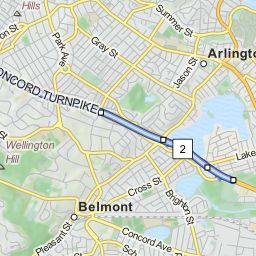 Hills
Summer St
Park Ave
Gray St
Arlington
Jason St
CONCORD TURNPIKE
2
Wellington
Hill
Lake
Cross St
Brighton St
Belmont
Pleasant St
Concord Ave